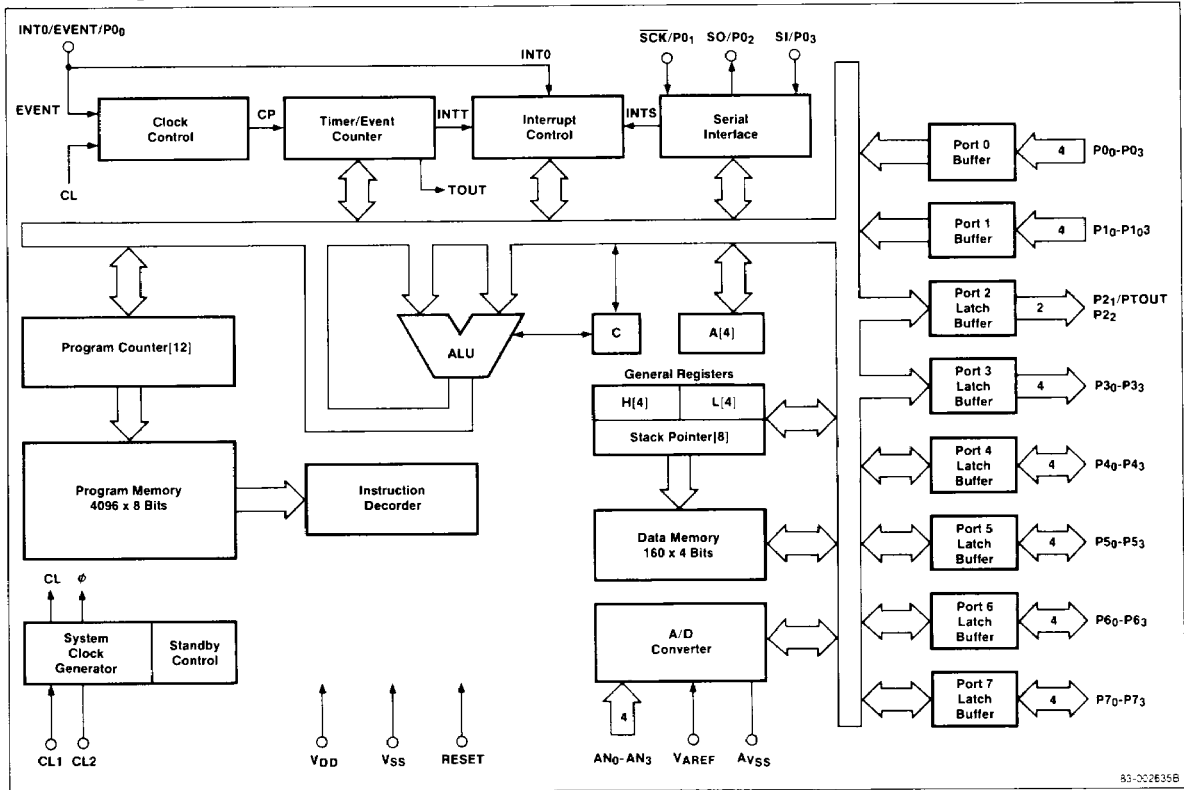 INT0/EVENT/P0₀
INT0
EVENT
Clock
Control
CL
CP
Timer/Event
Counter
TOUT
INTT
Interrupt
Control
INTS
SCK/P0₁
SO/P0₂
SI/P0₃
Serial
Interface
Port 0
Buffer
4
P0₀-P0₃
Port 1
Buffer
4
P1₀-P1₀3
Port 2
Latch
Buffer
2
P2₁/PTOUT
P2₂
Port 3
Latch
Buffer
4
P3₀-P3₃
Port 4
Latch
Buffer
4
P4₀-P4₃
Port 5
Latch
Buffer
4
P5₀-P5₃
Port 6
Latch
Buffer
4
P6₀-P6₃
Port 7
Latch
Buffer
4
P7₀-P7₃
Program Counter[12]
ALU
C
A[4]
General Registers
H[4]
L[4]
Stack Pointer[8]
Program Memory
4096 x 8 Bits
Instruction
Decorder
Data Memory
160 x 4 Bits
CL
ϕ
System
Clock
Generator
Standby
Control
A/D
Converter
4
CL1
CL2
VDD
VSS
RESET
AN₀-AN₃
VAREF
AVSS
83-002635B